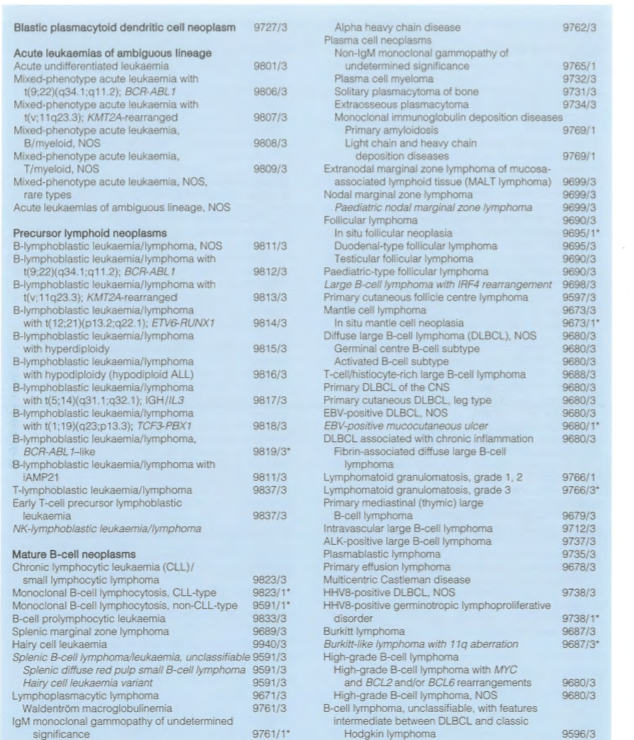 Blastic plasmacytoid dendritic cell neoplasm 9727/3
Acute leukaemias of ambiguous lineage
Acute undifferentiated leukaemia 9801/3
Mixed-phenotype acute leukaemia with
t(9;22)(q34.1;q11.2); BCR-ABL1 9806/3
Mixed-phenotype acute leukaemia with
t(v;11q23.3); KMT2A-rearranged 9807/3
Mixed-phenotype acute leukaemia,
B/myeloid, NOS 9808/3
Mixed-phenotype acute leukaemia,
T/myeloid, NOS 9809/3
Mixed-phenotype acute leukaemia, NOS,
rare types
Acute leukaemias of ambiguous lineage, NOS
Precursor lymphoid neoplasms
B-lymphoblastic leukaemia/lymphoma, NOS 9811/3
B-lymphoblastic leukaemia/lymphoma with
t(9;22)(q34.1;q11.2); BCR-ABL1 9812/3
B-lymphoblastic leukaemia/lymphoma with
t(v;11q23.3); KMT2A-rearranged 9813/3
B-lymphoblastic leukaemia/lymphoma
with t(12;21)(p13.2;q22.1); ETV6-RUNX1 9814/3
B-lymphoblastic leukaemia/lymphoma
with hyperdiploidy 9815/3
B-lymphoblastic leukaemia/lymphoma
with hypodiploidy (hypodiploid ALL) 9816/3
B-lymphoblastic leukaemia/lymphoma
with t(5;14)(q31.1;q32.1); IGH/IL3 9817/3
B-lymphoblastic leukaemia/lymphoma
with t(1;19)(q23;p13.3); TCF3-PBX1 9818/3
B-lymphoblastic leukaemia/lymphoma,
BCR-ABL1–like 9819/3*
B-lymphoblastic leukaemia/lymphoma with
iAMP21 9811/3
T-lymphoblastic leukaemia/lymphoma 9837/3
Early T-cell precursor lymphoblastic
leukaemia 9837/3
NK-lymphoblastic leukaemia/lymphoma
Mature B-cell neoplasms
Chronic lymphocytic leukaemia (CLL)/
small lymphocytic lymphoma 9823/3
Monoclonal B-cell lymphocytosis, CLL-type 9823/1*
Monoclonal B-cell lymphocytosis, non-CLL-type 9591/1*
B-cell prolymphocytic leukaemia 9833/3
Splenic marginal zone lymphoma 9689/3
Hairy cell leukaemia 9940/3
Splenic B-cell lymphoma/leukaemia, unclassifiable 9591/3
Splenic diffuse red pulp small B-cell lymphoma 9591/3
Hairy cell leukaemia variant 9591/3
Lymphoplasmacytic lymphoma 9671/3
Waldenström macroglobulinemia 9761/3
IgM monoclonal gammopathy of undetermined
significance 9761/1*
Alpha heavy chain disease 9762/3
Plasma cell neoplasms
Non-IgM monoclonal gammopathy of
undetermined significance 9765/1
Plasma cell myeloma 9732/3
Solitary plasmacytoma of bone 9731/3
Extraosseous plasmacytoma 9734/3
Monoclonal immunoglobulin deposition diseases
Primary amyloidosis 9769/1
Light chain and heavy chain
deposition diseases 9769/1
Extranodal marginal zone lymphoma of mucosa-
associated lymphoid tissue (MALT lymphoma) 9699/3
Nodal marginal zone lymphoma 9699/3
Paediatric nodal marginal zone lymphoma 9699/3
Follicular lymphoma 9690/3
In situ follicular neoplasia 9695/1*
Duodenal-type follicular lymphoma 9695/3
Testicular follicular lymphoma 9690/3
Paediatric-type follicular lymphoma 9690/3
Large B-cell lymphoma with IRF4 rearrangement 9698/3
Primary cutaneous follicle centre lymphoma 9597/3
Mantle cell lymphoma 9673/3
In situ mantle cell neoplasia 9673/1*
Diffuse large B-cell lymphoma (DLBCL), NOS 9680/3
Germinal centre B-cell subtype 9680/3
Activated B-cell subtype 9680/3
T-cell/histiocyte-rich large B-cell lymphoma 9688/3
Primary DLBCL of the CNS 9680/3
Primary cutaneous DLBCL, leg type 9680/3
EBV-positive DLBCL, NOS 9680/3
EBV-positive mucocutaneous ulcer 9680/1*
DLBCL associated with chronic inflammation 9680/3
Fibrin-associated diffuse large B-cell
lymphoma
Lymphomatoid granulomatosis, grade 1, 2 9766/1
Lymphomatoid granulomatosis, grade 3 9766/3*
Primary mediastinal (thymic) large
B-cell lymphoma 9679/3
Intravascular large B-cell lymphoma 9712/3
ALK-positive large B-cell lymphoma 9737/3
Plasmablastic lymphoma 9735/3
Primary effusion lymphoma 9678/3
Multicentric Castleman disease
HHV8-positive DLBCL, NOS 9738/3
HHV8-positive germinotropic lymphoproliferative
disorder 9738/1*
Burkitt lymphoma 9687/3
Burkitt-like lymphoma with 11q aberration 9687/3*
High-grade B-cell lymphoma
High-grade B-cell lymphoma with MYC
and BCL2 and/or BCL6 rearrangements 9680/3
High-grade B-cell lymphoma, NOS 9680/3
B-cell lymphoma, unclassifiable, with features
intermediate between DLBCL and classic
Hodgkin lymphoma 9596/3